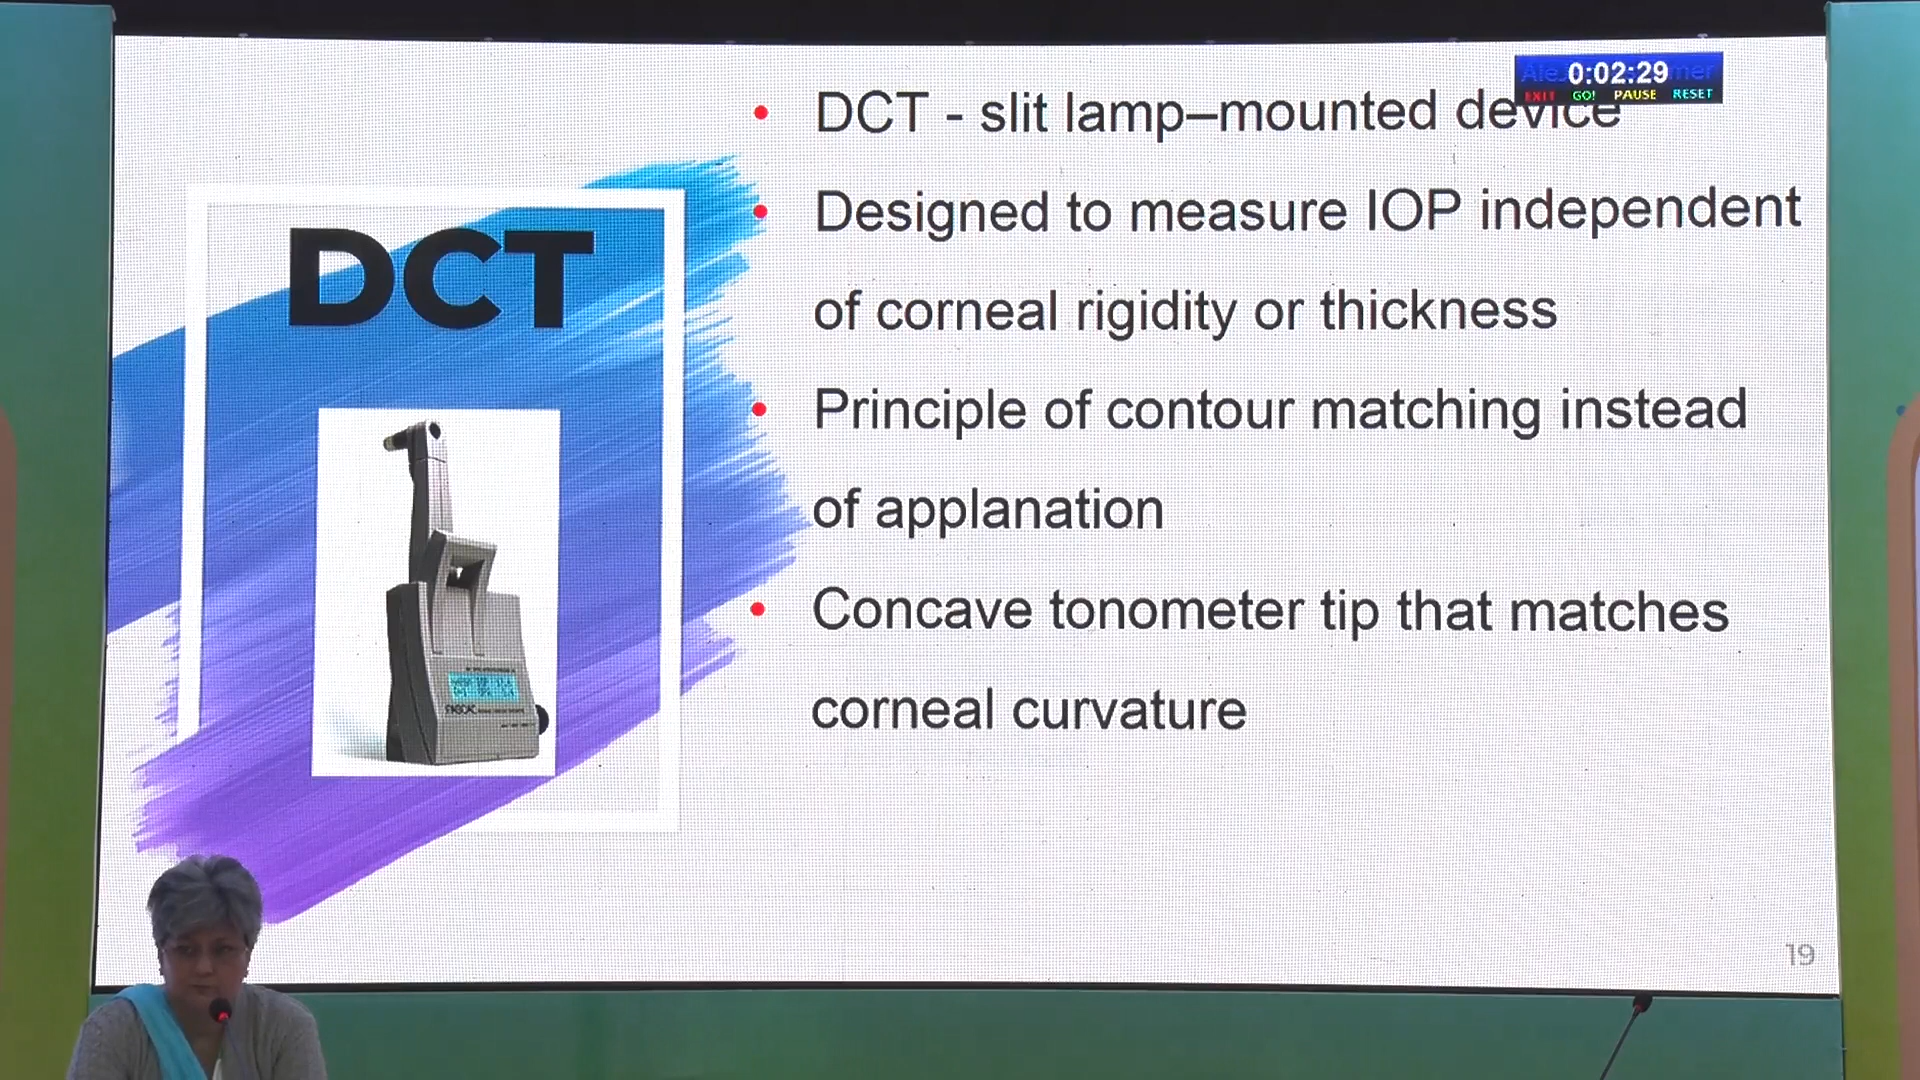 0:02:29
EXIT GO! PAUSE RESET
DCT
DCT - slit lamp–mounted device
Designed to measure IOP independent
of corneal rigidity or thickness
Principle of contour matching instead
of applanation
Concave tonometer tip that matches
corneal curvature
19